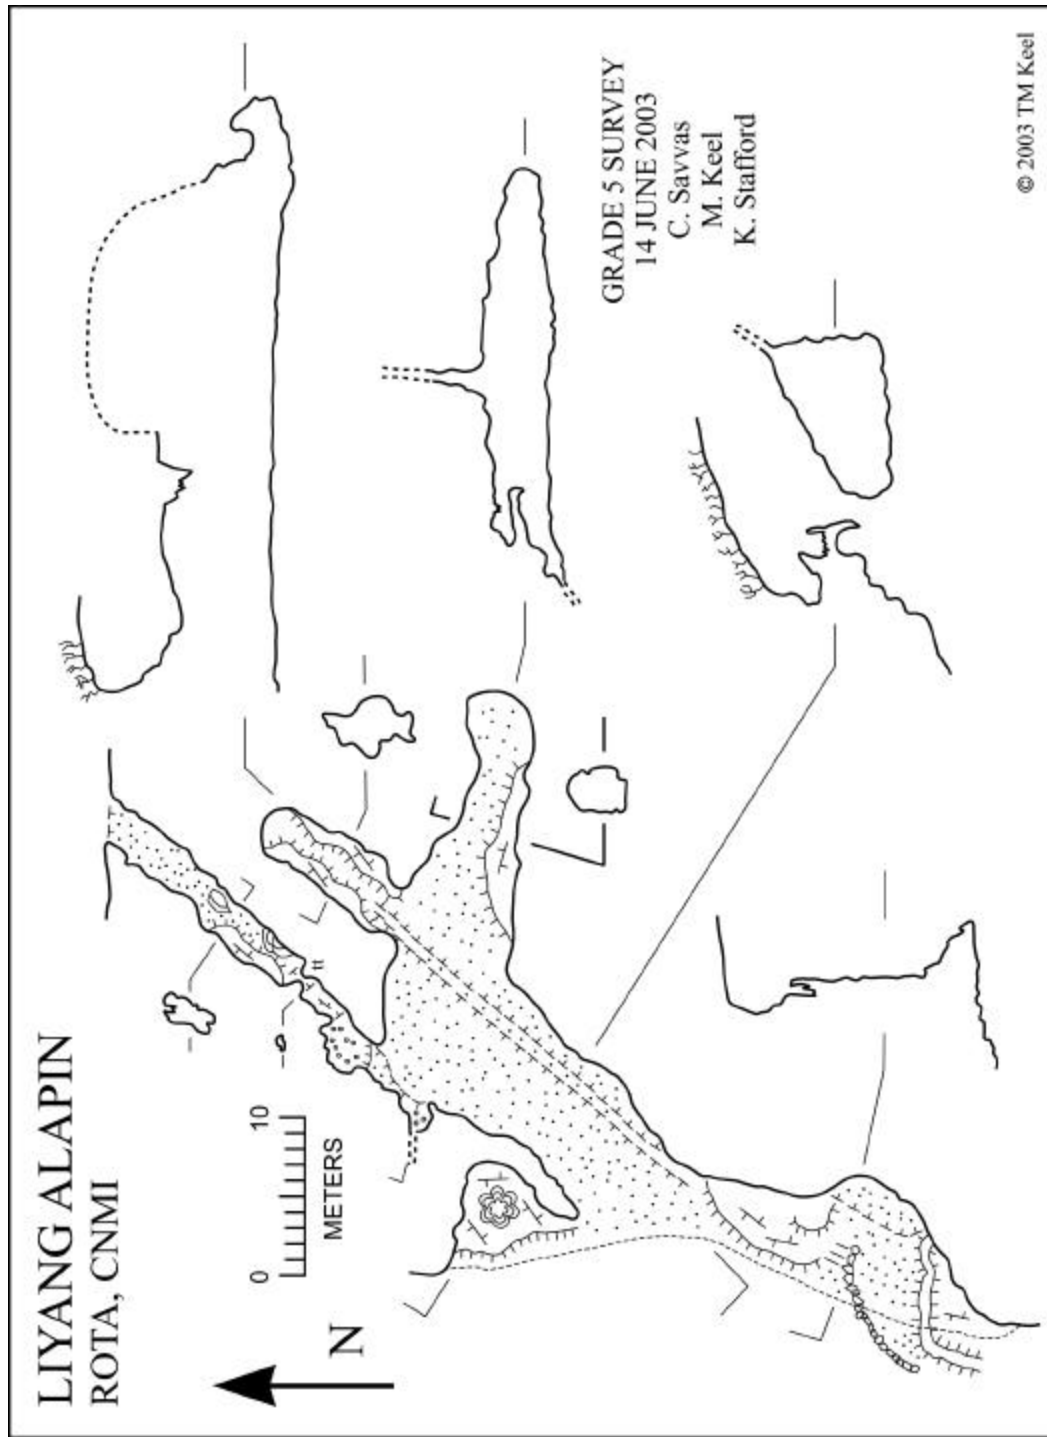 LIYANG ALAPIN
ROTA, CNMI
N
0 10
METERS
GRADE 5 SURVEY
14 JUNE 2003
C. Savvas
M. Keel
K. Stafford
© 2003 TM Keel